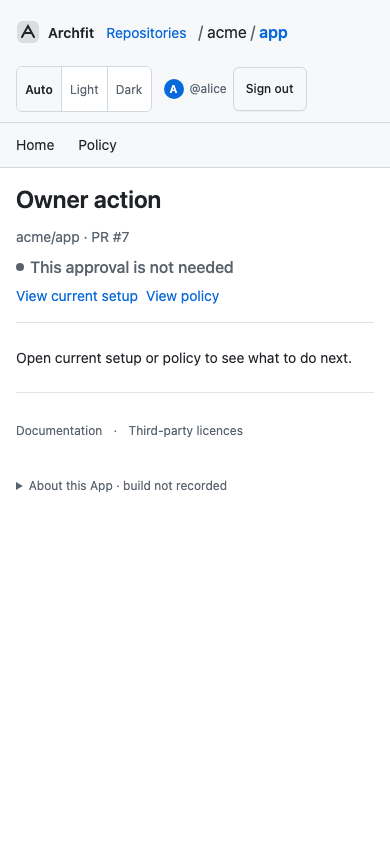 Archfit Repositories / acme / app
Auto Light Dark A @alice Sign out
Home Policy
Owner action
acme/app · PR #7
This approval is not needed
View current setup View policy
Open current setup or policy to see what to do next.
Documentation · Third-party licences
About this App · build not recorded